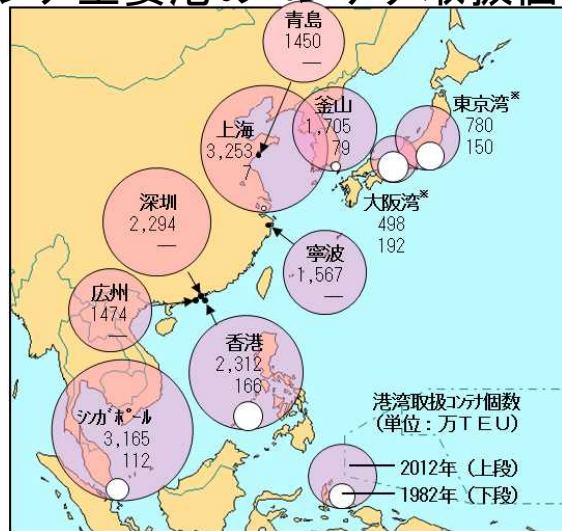 青島
1450
—
上海
3,253
—
釜山
1,705
79
東京湾※
780
150
大阪湾※
498
192
深圳
2,294
—
寧波
1,567
—
広州
1474
—
香港
2,312
166
シンガポール
3,165
112
港湾取扱コンテナ個数
(単位：万TEU)
2012年（上段）
1982年（下段）